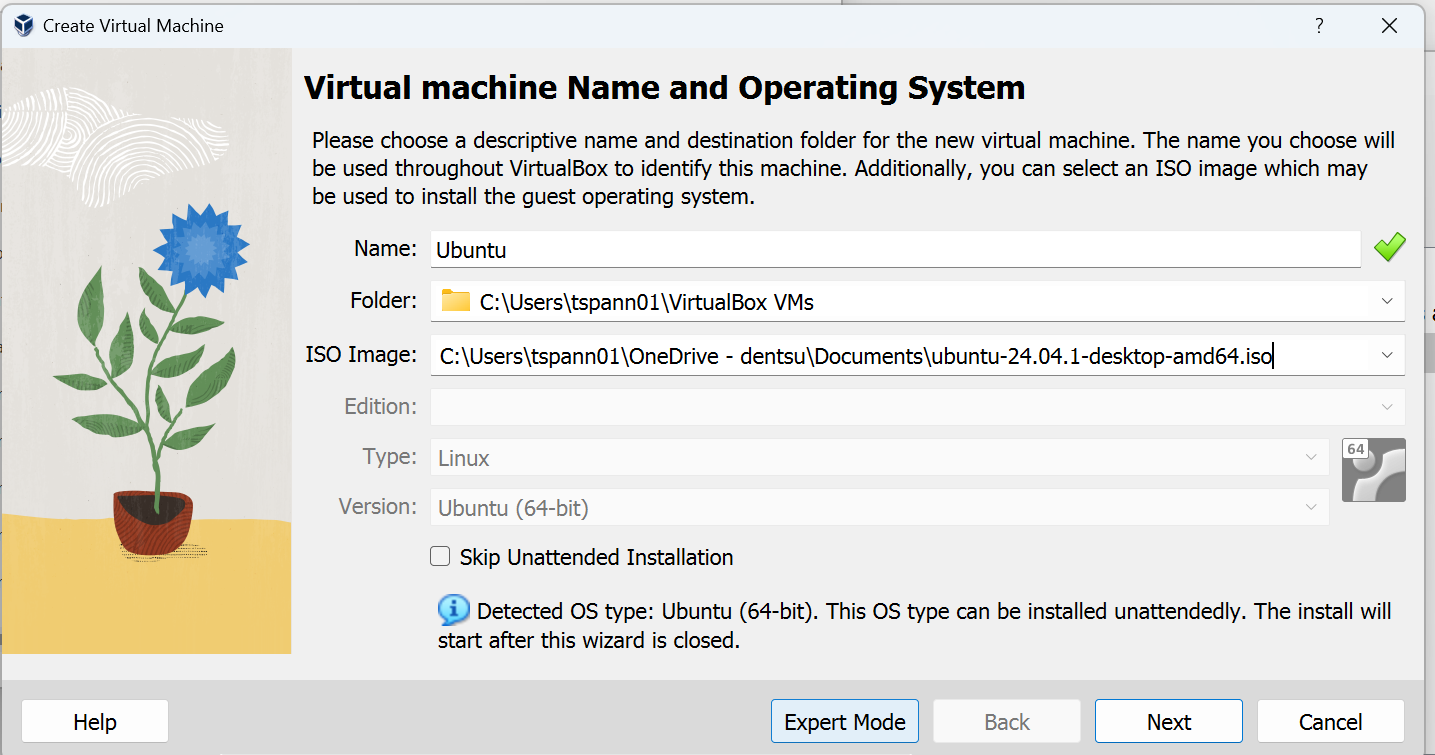 Create Virtual Machine
?
Virtual machine Name and Operating System
Please choose a descriptive name and destination folder for the new virtual machine. The name you choose will
be used throughout VirtualBox to identify this machine. Additionally, you can select an ISO image which may
be used to install the guest operating system.
Name: Ubuntu
Folder: C:\Users\tspann01\VirtualBox VMs
ISO Image: C:\Users\tspann01\OneDrive - dentsu\Documents\ubuntu-24.04.1-desktop-amd64.iso
Edition:
Type: Linux
64
Version: Ubuntu (64-bit)
Skip Unattended Installation
Detected OS type: Ubuntu (64-bit). This OS type can be installed unattendedly. The install will
start after this wizard is closed.
Help Expert Mode Back Next Cancel